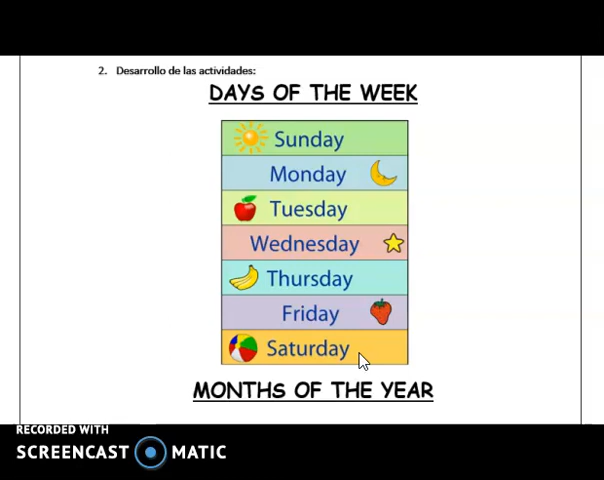 2. Desarrollo de las actividades:
DAYS OF THE WEEK
Sunday
Monday
Tuesday
Wednesday
Thursday
Friday
Saturday
MONTHS OF THE YEAR
RECORDED WITH
SCREENCAST MATIC